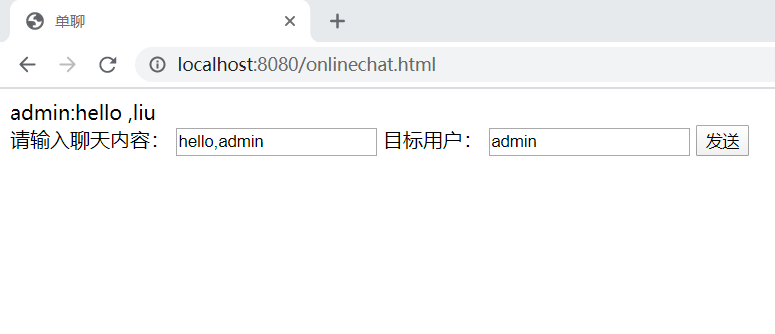 单聊
localhost:8080/onlinechat.html
admin:hello ,liu
请输入聊天内容： hello,admin 目标用户： admin 发送